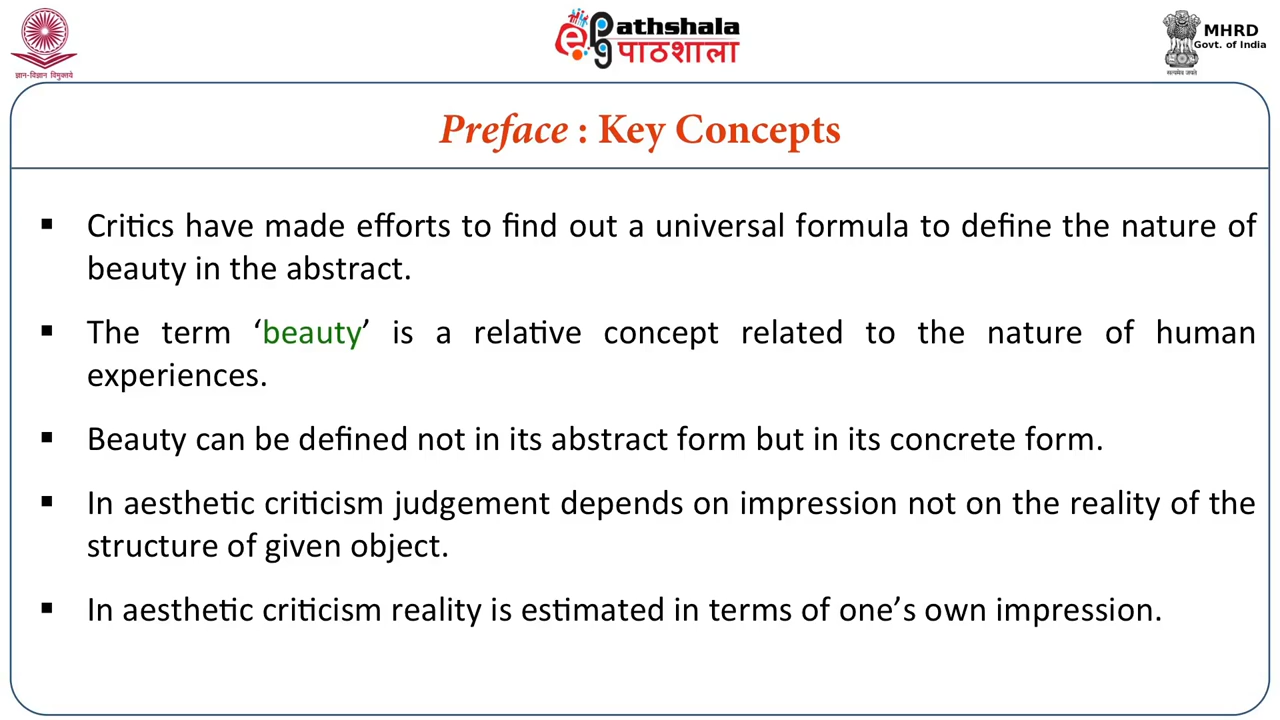 ज्ञान-विज्ञान विमुक्तये
ePathshala
पाठशाला
MHRD
Govt. of India
सत्यमेव जयते
Preface : Key Concepts
▪ Critics have made efforts to find out a universal formula to define the nature of
beauty in the abstract.
▪ The term ‘beauty’ is a relative concept related to the nature of human
experiences.
▪ Beauty can be defined not in its abstract form but in its concrete form.
▪ In aesthetic criticism judgement depends on impression not on the reality of the
structure of given object.
▪ In aesthetic criticism reality is estimated in terms of one’s own impression.